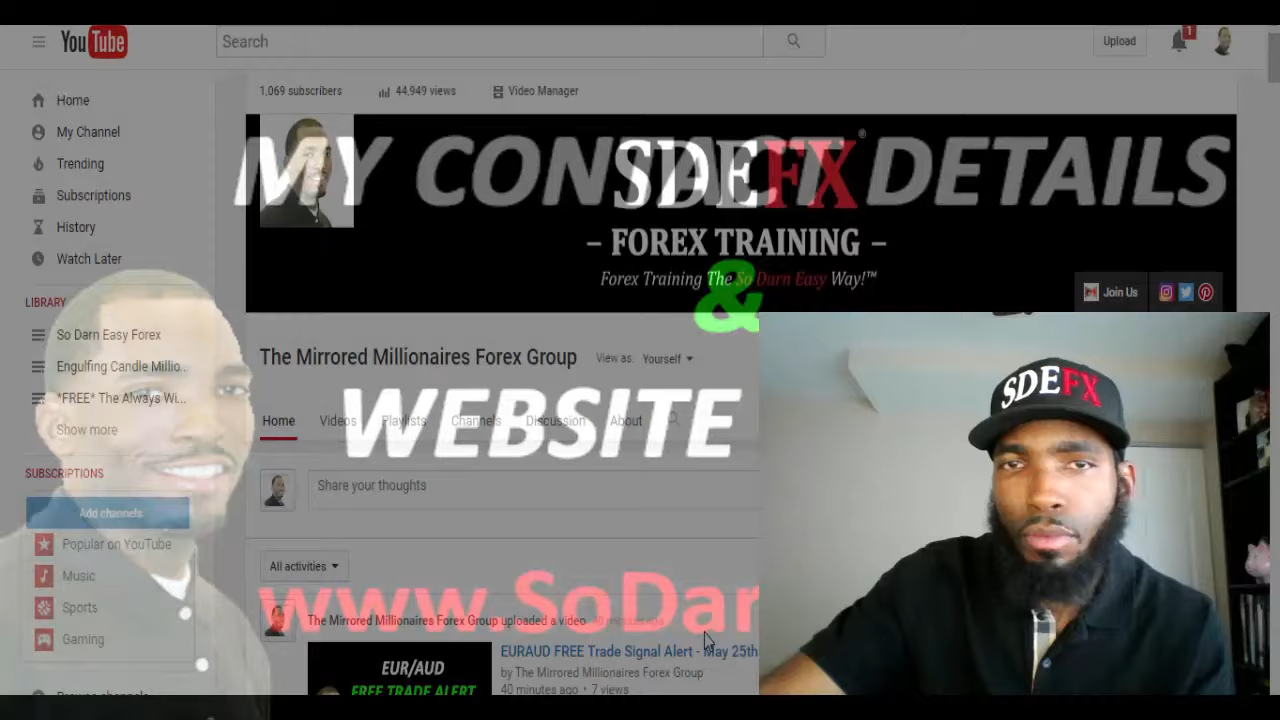 YouTube
Search
Upload
1
Home
My Channel
Trending
Subscriptions
History
Watch Later
LIBRARY
So Darn Easy Forex
Engulfing Candle Millio...
*FREE* The Always Wi...
Show more
SUBSCRIPTIONS
Add channels
Popular on YouTube
Music
Sports
Gaming
Browse channels
1,069 subscribers
44,949 views
Video Manager
MY CONTACT DETAILS
SDEFX®
– FOREX TRAINING –
Forex Training The So Darn Easy Way!™
&
Join Us
The Mirrored Millionaires Forex Group
View as:
Yourself
Home
Videos
Playlists
Channels
Discussion
About
WEBSITE
Share your thoughts
All activities
www.SoDar
The Mirrored Millionaires Forex Group uploaded a video
EUR/AUD
FREE TRADE ALERT
EURAUD FREE Trade Signal Alert - May 25th
by The Mirrored Millionaires Forex Group
40 minutes ago • 7 views
SDEFX